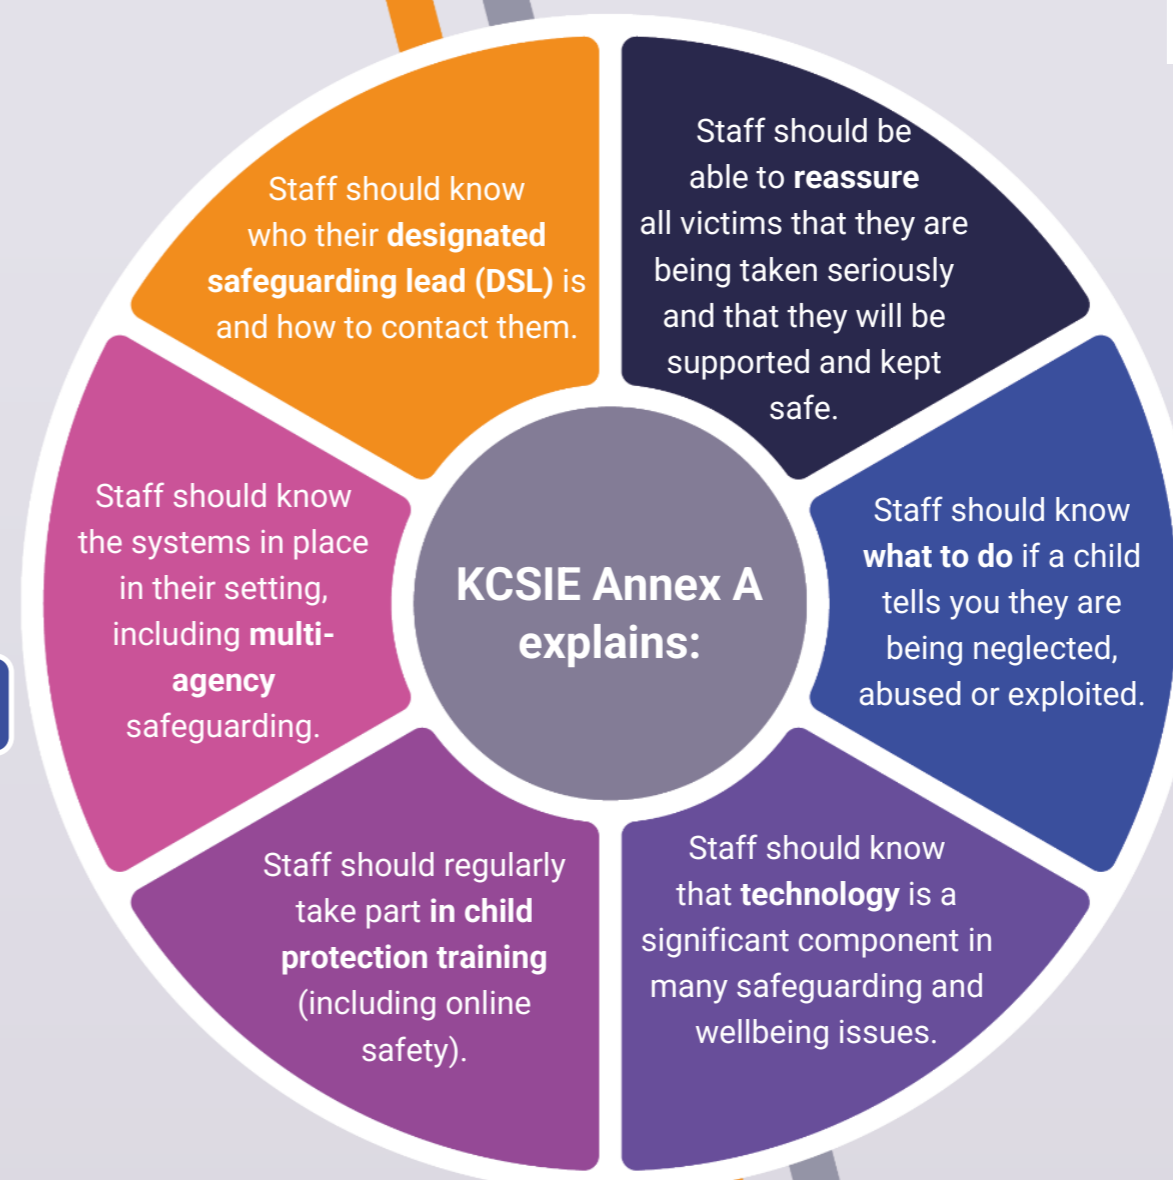 KCSIE Annex A
explains:
Staff should be
able to reassure
all victims that they are
being taken seriously
and that they will be
supported and kept
safe.
Staff should know
what to do if a child
tells you they are
being neglected,
abused or exploited.
Staff should know
that technology is a
significant component in
many safeguarding and
wellbeing issues.
Staff should regularly
take part in child
protection training
(including online
safety).
Staff should know
the systems in place
in their setting,
including multi-
agency
safeguarding.
Staff should know
who their designated
safeguarding lead (DSL) is
and how to contact them.